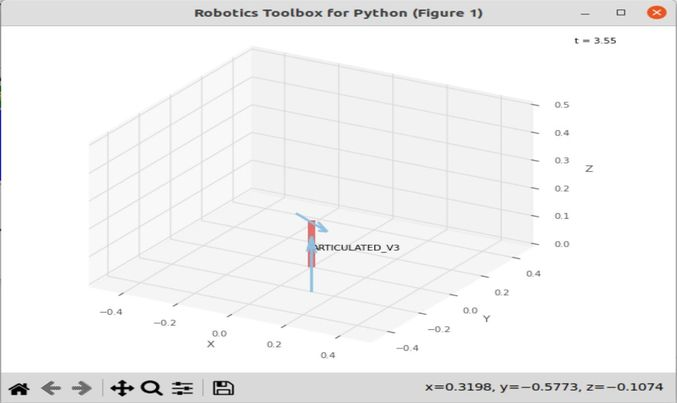 Robotics Toolbox for Python (Figure 1)
t = 3.55
0.5
0.4
0.3
Z
0.2
0.1
0.0
ARTICULATED_V3
0.4
0.2
0.0
Y
−0.2
−0.4
−0.4
−0.2
0.0
X
0.2
0.4
x=0.3198, y=−0.5773, z=−0.1074